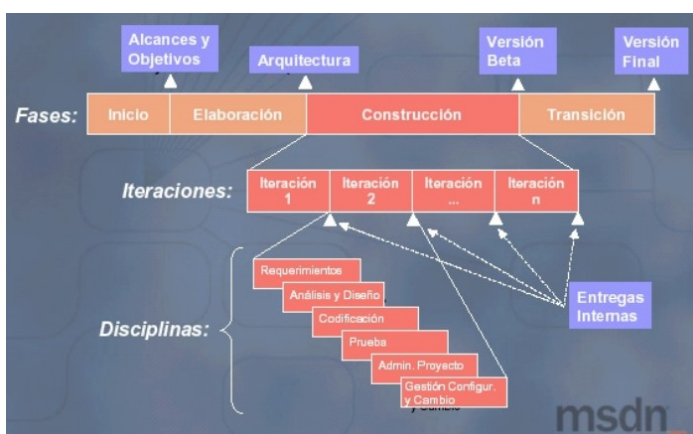 Alcances y
Objetivos
Arquitectura
Versión
Beta
Versión
Final
Fases:
Inicio
Elaboración
Construcción
Transición
Iteraciones:
Iteración
1
Iteración
2
Iteración
...
Iteración
n
Disciplinas:
Requerimientos
Análisis y Diseño
Codificación
Prueba
Admin. Proyecto
Gestión Configur.
y Cambio
y Cambio
Entregas
Internas
msdn